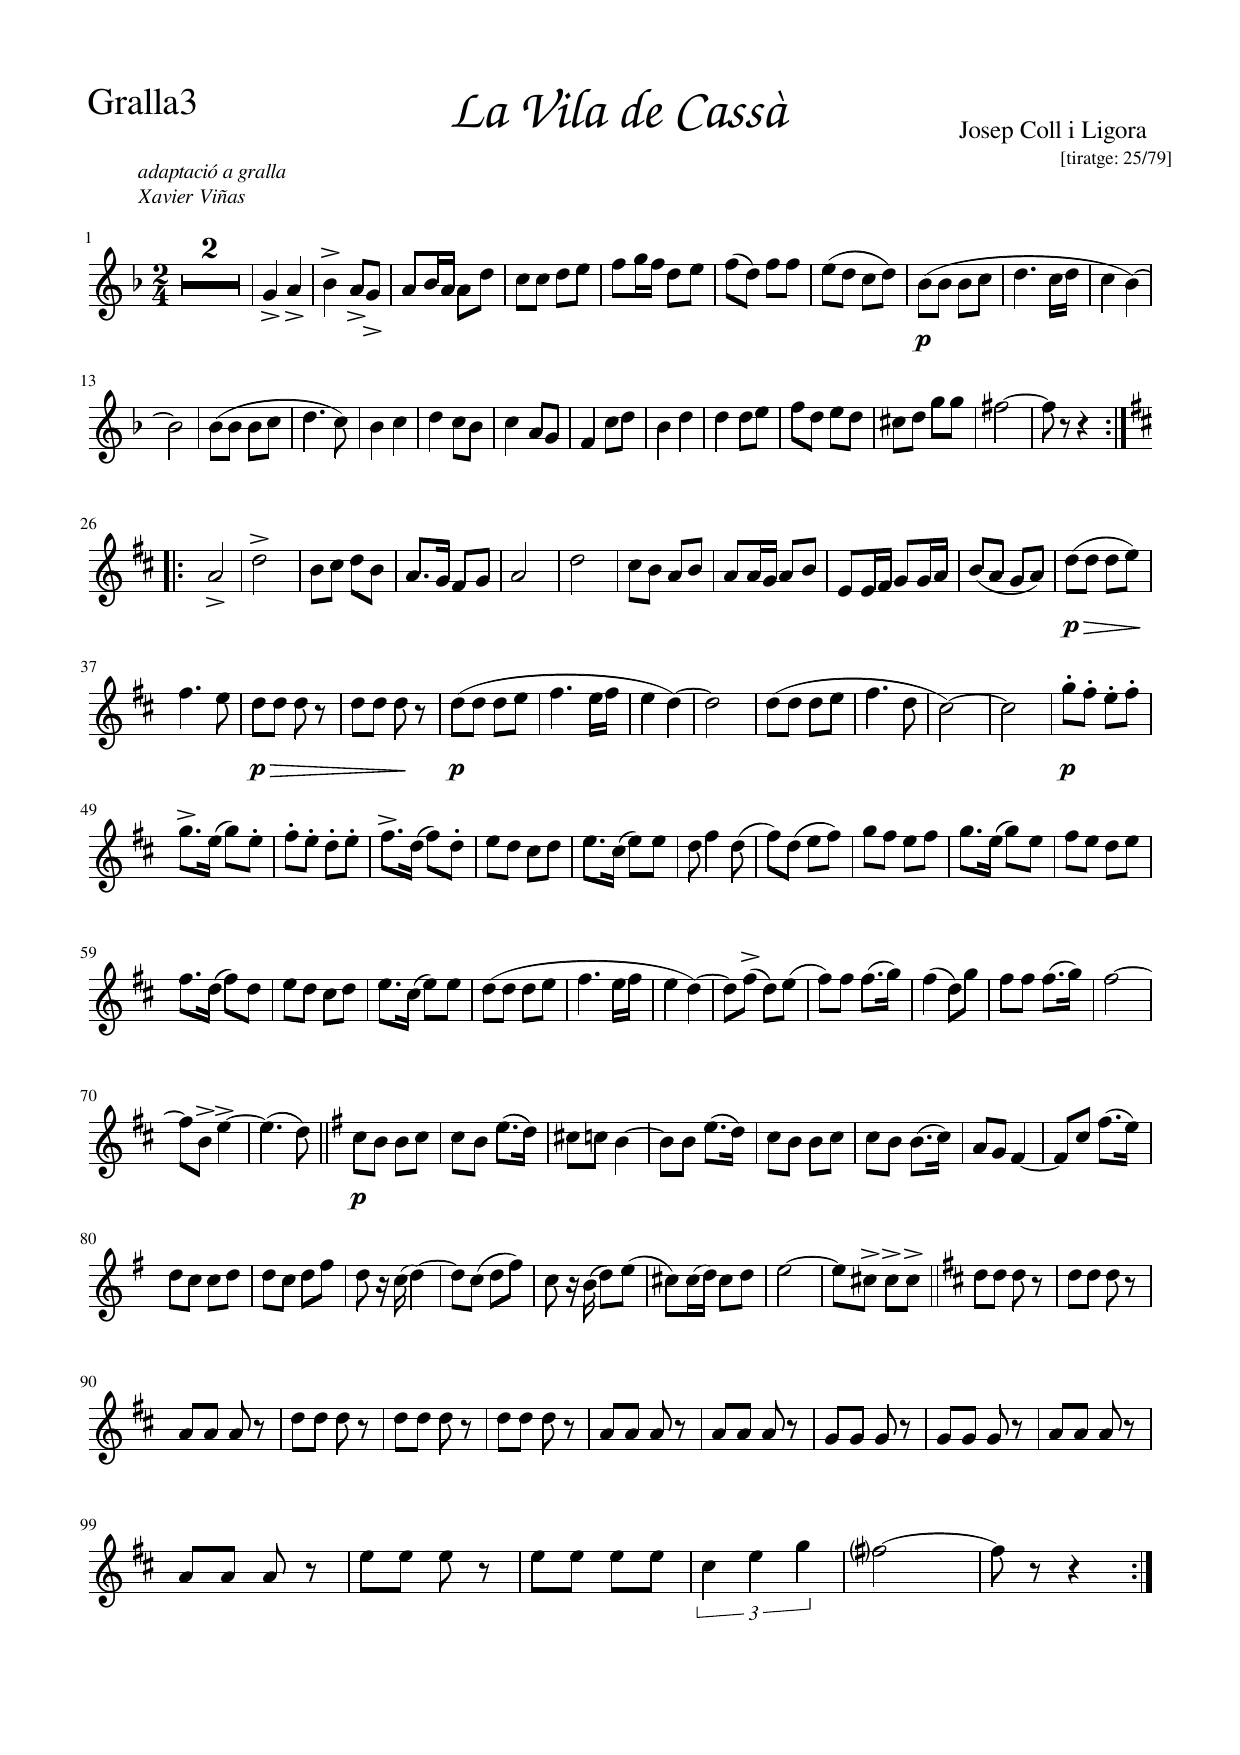 Gralla3
La Vila de Cassà
Josep Coll i Ligora
[tiratge: 25/79]
adaptació a gralla
Xavier Viñas
1
2
2
4
p
13
26
p
37
p
p
p
49
59
70
p
80
90
99
3